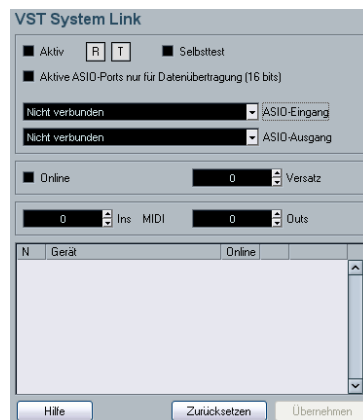 VST System Link
Aktiv R T Selbsttest
Aktive ASIO-Ports nur für Datenübertragung (16 bits)
Nicht verbunden ASIO-Eingang
Nicht verbunden ASIO-Ausgang
Online 0 Versatz
0 Ins MIDI 0 Outs
N Gerät Online
Hilfe Zurücksetzen Übernehmen